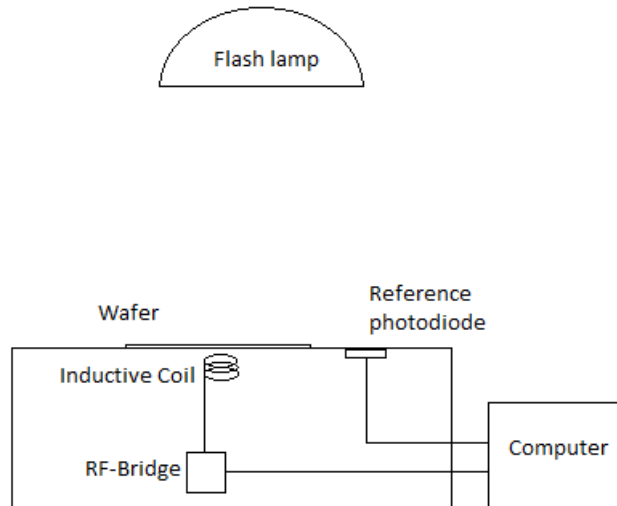 Flash lamp
Wafer
Reference
photodiode
Inductive Coil
RF-Bridge
Computer